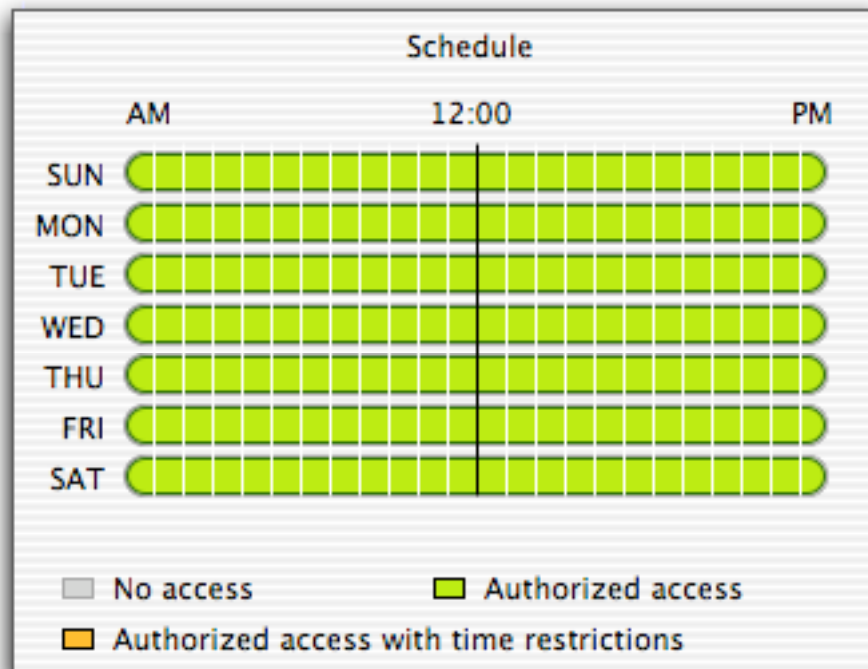 Schedule
AM 12:00 PM
SUN
MON
TUE
WED
THU
FRI
SAT
No access Authorized access
Authorized access with time restrictions